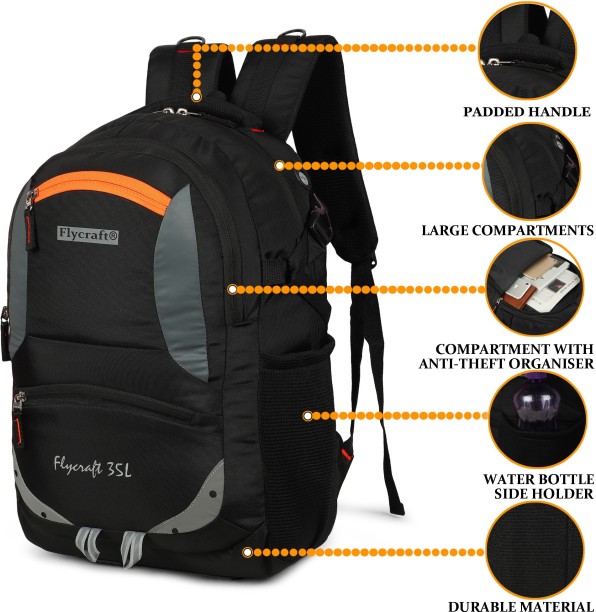 PADDED HANDLE
Flycraft®
LARGE COMPARTMENTS
COMPARTMENT WITH
ANTI-THEFT ORGANISER
Flycraft 35L
WATER BOTTLE
SIDE HOLDER
DURABLE MATERIAL